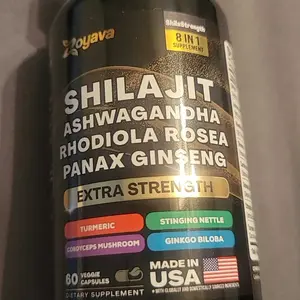 Zoyava
8 IN 1
SUPPLEMENT
SHILAJIT
ASHWAGANDHA
RHODIOLA ROSEA
PANAX GINSENG
EXTRA STRENGTH
TURMERIC
STINGING NETTLE
CORDYCEPS MUSHROOM
GINKGO BILOBA
60 VEGGIE
CAPSULES
MADE IN
USA
DIETARY SUPPLEMENT